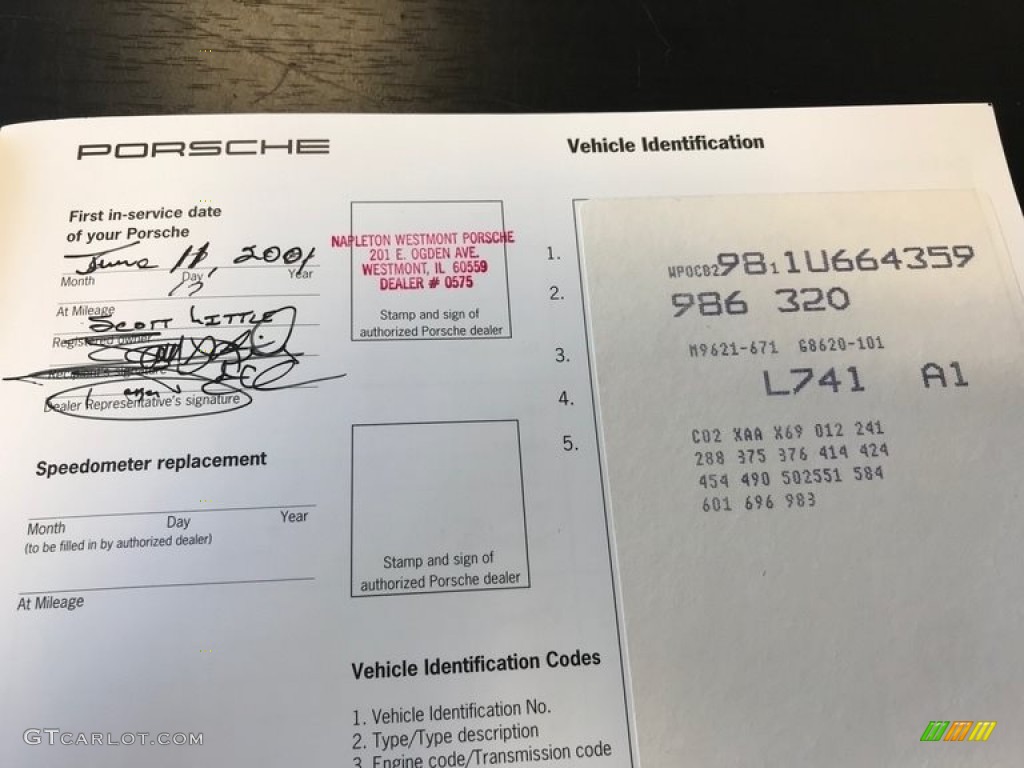 PORSCHE
First in-service date
of your Porsche
June 11, 2001
Month Day Year
13
At Mileage
SCOTT LITTLE
Registered owner
Recipient's signature
Dealer Representative's signature
Speedometer replacement
Month Day Year
(to be filled in by authorized dealer)
At Mileage
NAPLETON WESTMONT PORSCHE
201 E. OGDEN AVE.
WESTMONT, IL 60559
DEALER # 0575
Stamp and sign of
authorized Porsche dealer
Stamp and sign of
authorized Porsche dealer
Vehicle Identification Codes
1. Vehicle Identification No.
2. Type/Type description
3 Engine code/Transmission code
Vehicle Identification
1.
2.
3.
4.
5.
WP0CB29811U664359
986 320
M9621-671 G8620-101
L741 A1
C02 XAA X69 012 241
288 375 376 414 424
454 490 502551 584
601 696 983
GTCARLOT.COM